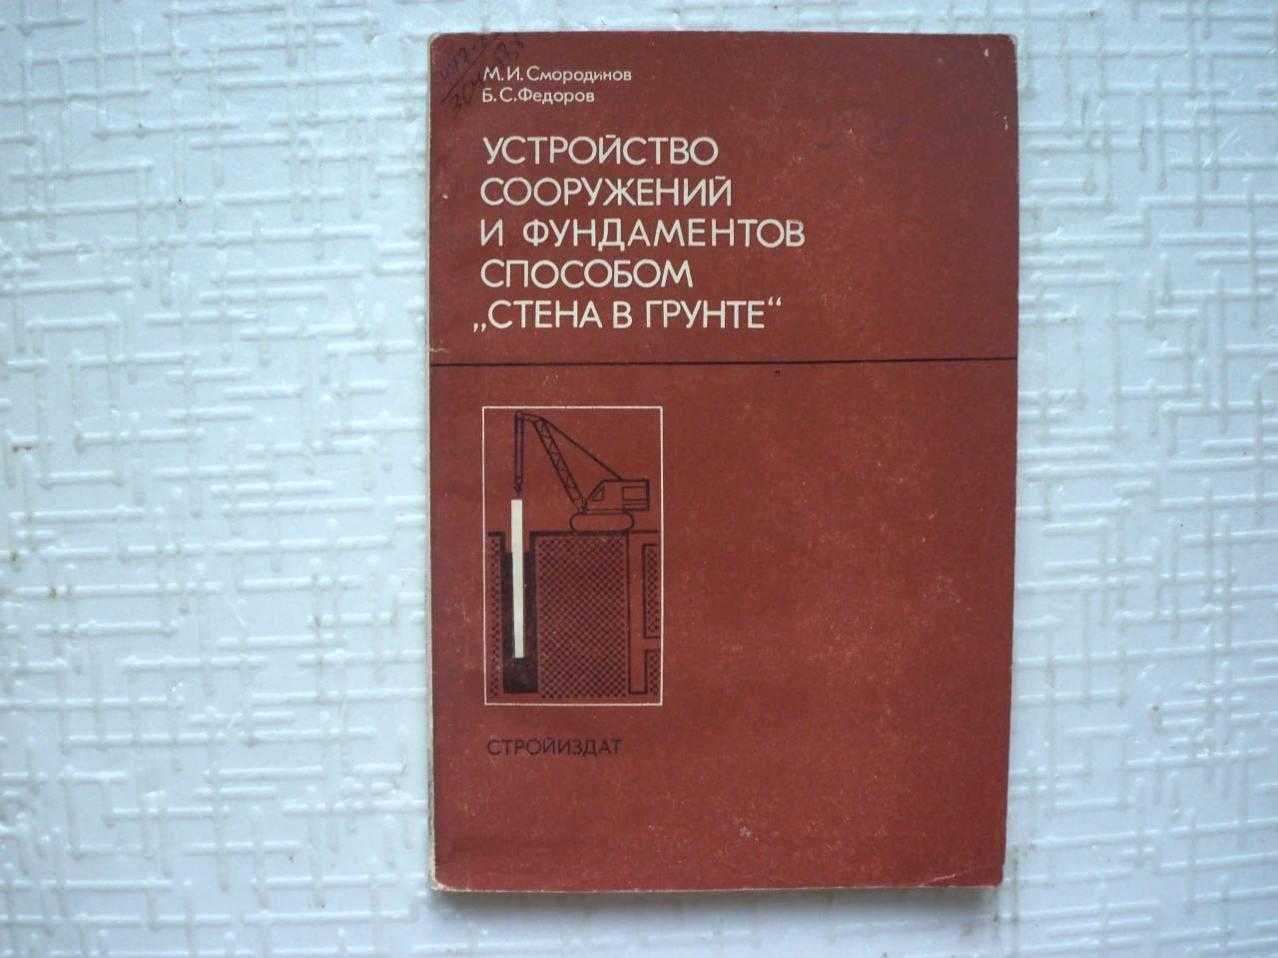 М.И.Смородинов
Б.С.Федоров
УСТРОЙСТВО
СООРУЖЕНИЙ
И ФУНДАМЕНТОВ
СПОСОБОМ
„СТЕНА В ГРУНТЕ“
СТРОЙИЗДАТ